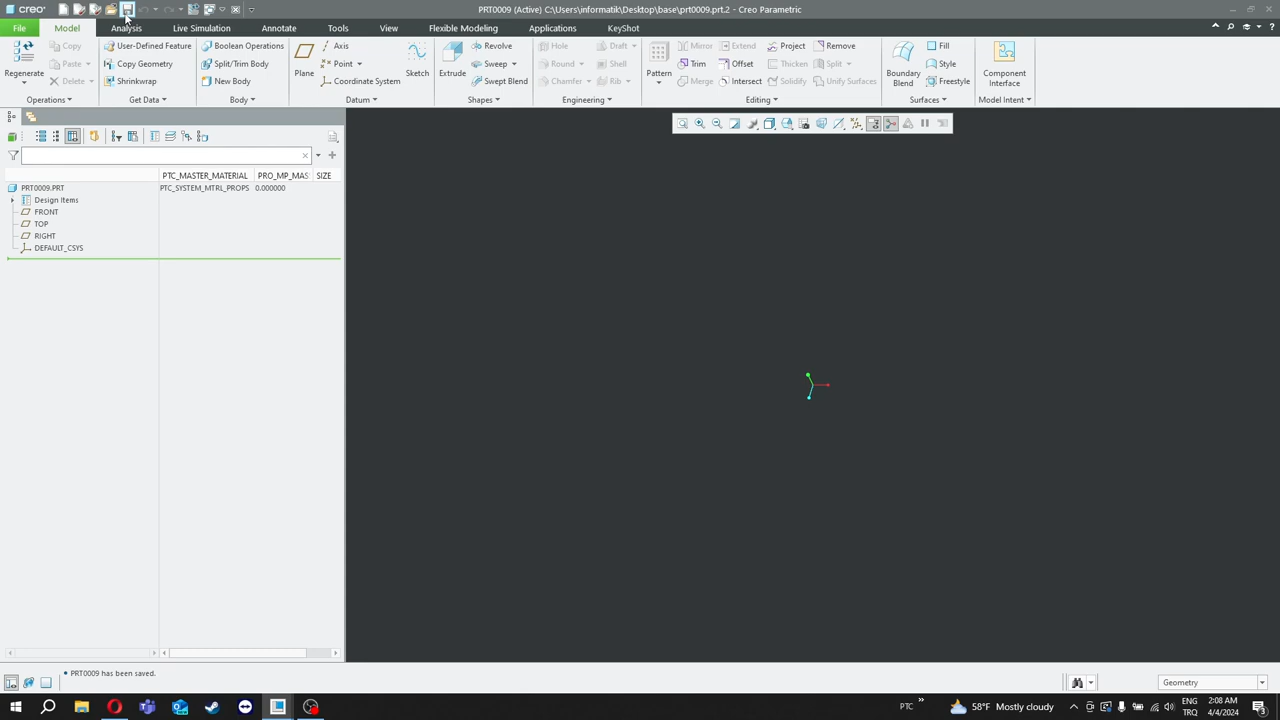 creo PRT0009 (Active) C:\Users\informatik\Desktop\base\prt0009.prt.2 - Creo Parametric
File Model Analysis Live Simulation Annotate Tools View Flexible Modeling Applications KeyShot
Copy User-Defined Feature Boolean Operations Axis Revolve Hole Draft Mirror Extend Project Remove Fill
Paste Copy Geometry Split/Trim Body Point Sweep Round Shell Trim Offset Thicken Split Style
Regenerate Plane Sketch Extrude Pattern Boundary Blend Component Interface
Delete Shrinkwrap New Body Coordinate System Swept Blend Chamfer Rib Merge Intersect Solidify Unify Surfaces Freestyle
Operations Get Data Body Datum Shapes Engineering Editing Surfaces Model Intent
PTC_MASTER_MATERIAL PRO_MP_MAS SIZE
PRT0009.PRT PTC_SYSTEM_MTRL_PROPS 0.000000
Design Items
FRONT
TOP
RIGHT
DEFAULT_CSYS
• PRT0009 has been saved.
Geometry
PTC 58°F Mostly cloudy ENG 2:08 AM
TRQ 4/4/2024